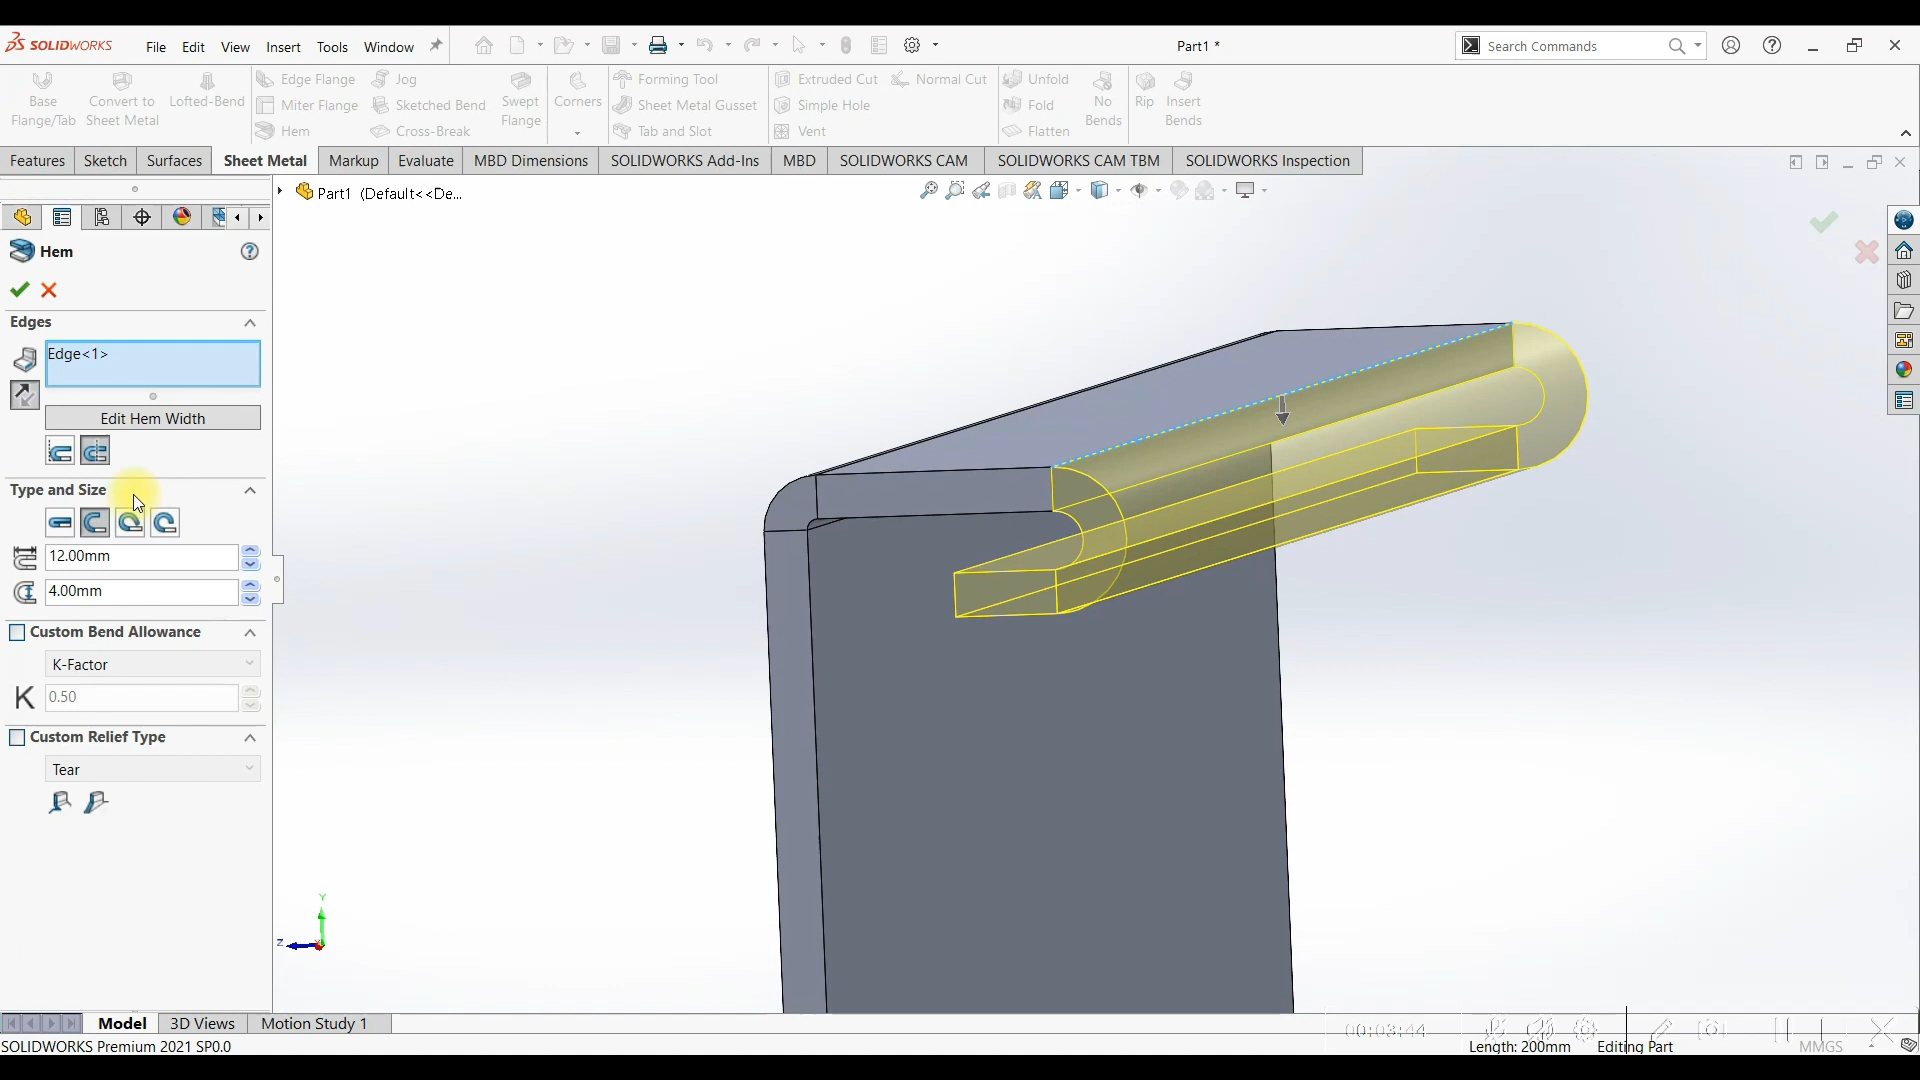 SOLIDWORKS File Edit View Insert Tools Window Part1 * Search Commands
Base Flange/Tab
Convert to Sheet Metal
Lofted-Bend
Edge Flange
Miter Flange
Hem
Jog
Sketched Bend
Cross-Break
Swept Flange
Corners
Forming Tool
Sheet Metal Gusset
Tab and Slot
Extruded Cut
Simple Hole
Vent
Normal Cut
Unfold
Fold
Flatten
No Bends
Rip
Insert Bends
Features Sketch Surfaces Sheet Metal Markup Evaluate MBD Dimensions SOLIDWORKS Add-Ins MBD SOLIDWORKS CAM SOLIDWORKS CAM TBM SOLIDWORKS Inspection
Part1 (Default<<De...
Hem
Edges
Edge<1>
Edit Hem Width
Type and Size
12.00mm
4.00mm
Custom Bend Allowance
K-Factor
K 0.50
Custom Relief Type
Tear
Y
Z
Model 3D Views Motion Study 1
00:03:44
SOLIDWORKS Premium 2021 SP0.0 Length: 200mm Editing Part MMGS